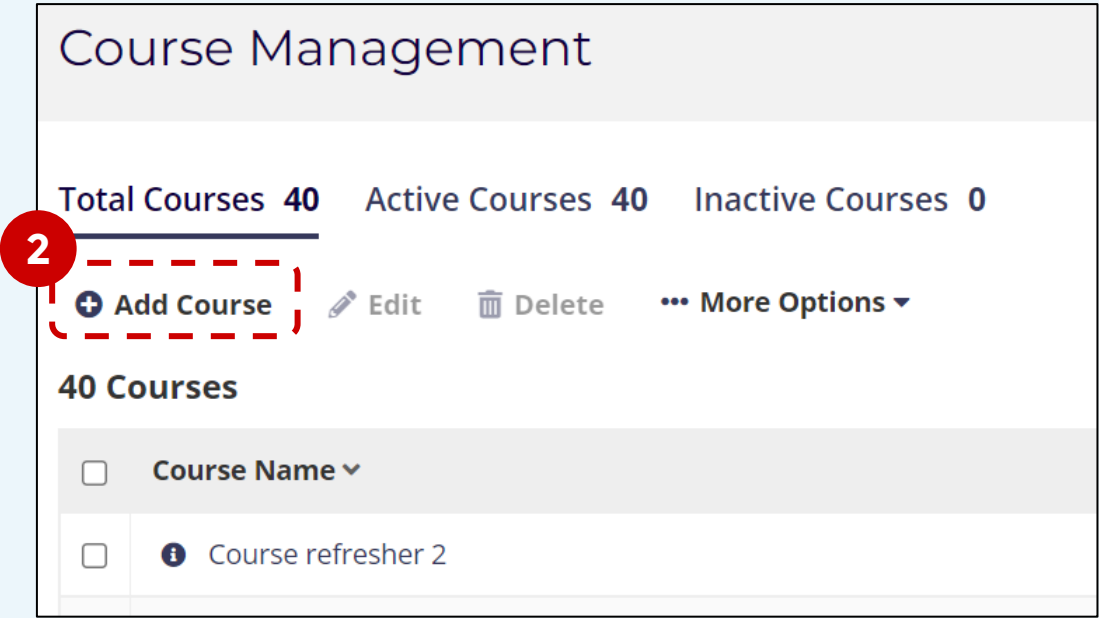 Course Management
Total Courses 40 Active Courses 40 Inactive Courses 0
2
Add Course Edit Delete ••• More Options
40 Courses
Course Name
Course refresher 2